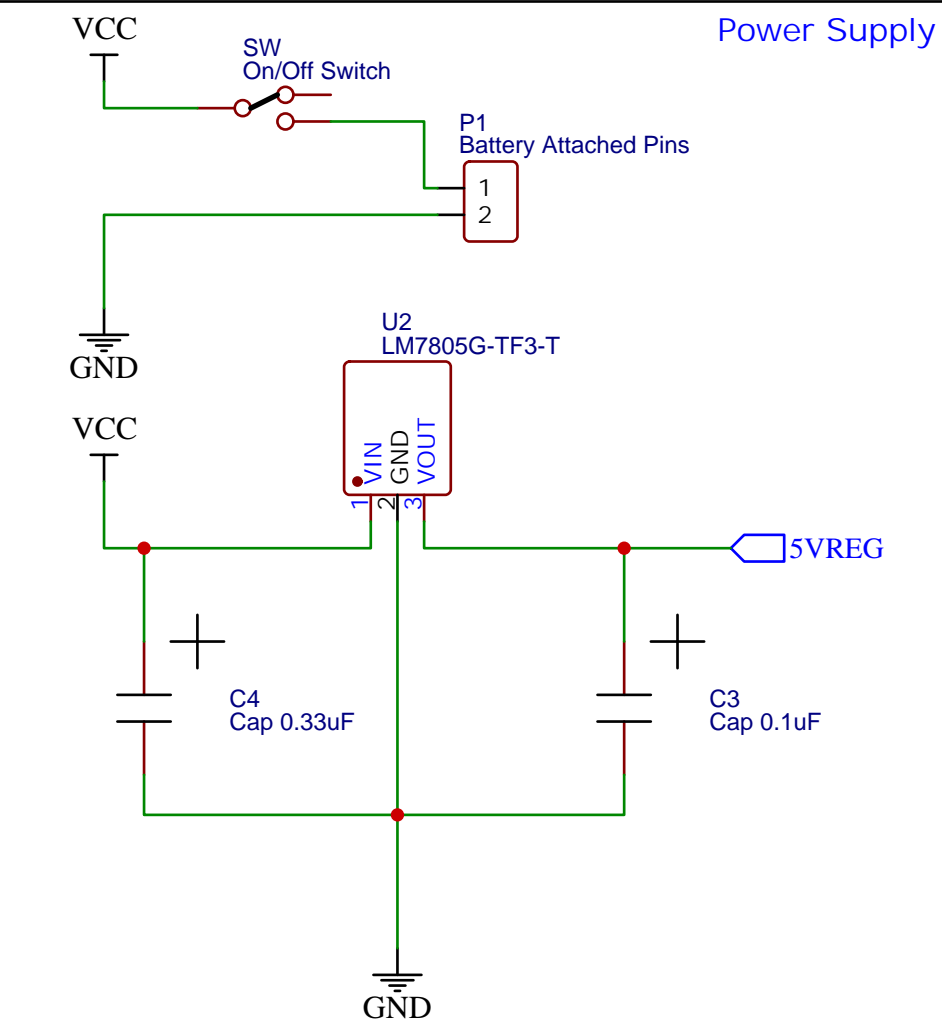 VCC
Power Supply
SW
On/Off Switch
P1
Battery Attached Pins
1
2
GND
U2
LM7805G-TF3-T
VCC
VIN
GND
VOUT
1
2
3
5VREG
C4
Cap 0.33uF
C3
Cap 0.1uF
GND